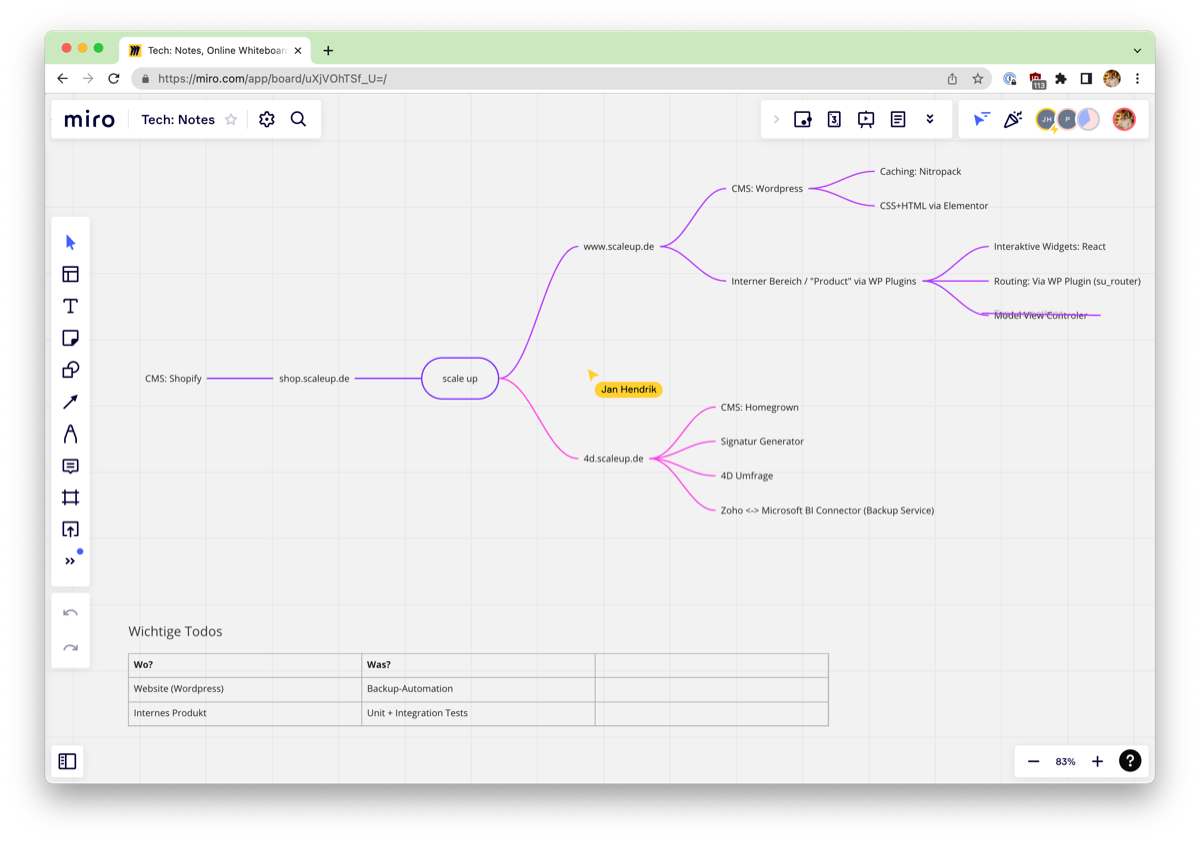 Tech: Notes, Online Whiteboard
https://miro.com/app/board/uXjVOhTSf_U=/
113
miro
Tech: Notes
3
JH
P
Caching: Nitropack
CMS: Wordpress
CSS+HTML via Elementor
www.scaleup.de
Interaktive Widgets: React
Interner Bereich / "Product" via WP Plugins
Routing: Via WP Plugin (su_router)
Model View Controler
CMS: Shopify
shop.scaleup.de
scale up
Jan Hendrik
CMS: Homegrown
Signatur Generator
4d.scaleup.de
4D Umfrage
Zoho <-> Microsoft BI Connector (Backup Service)
Wichtige Todos
Wo? Was?
Website (Wordpress) Backup-Automation
Internes Produkt Unit + Integration Tests
83%
?